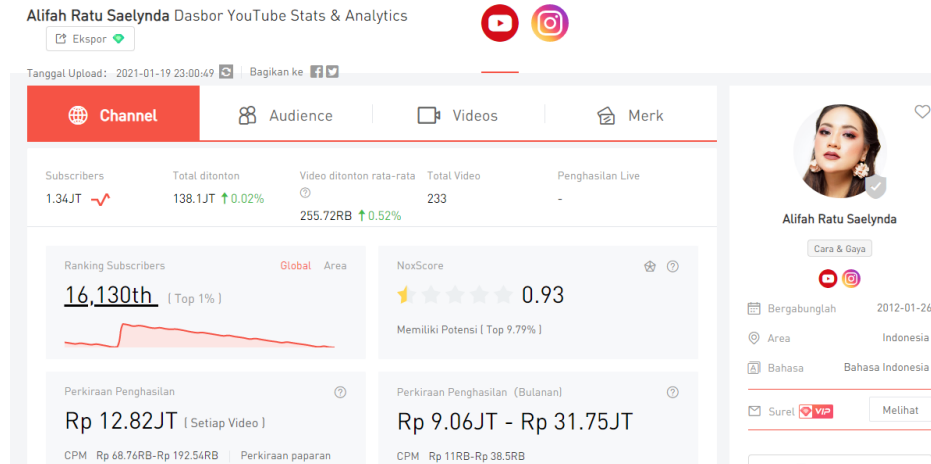 Alifah Ratu Saelynda Dasbor YouTube Stats & Analytics
Ekspor
Tanggal Upload: 2021-01-19 23:00:49 Bagikan ke
Channel Audience Videos Merk
Subscribers Total ditonton Video ditonton rata-rata Total Video Penghasilan Live
1.34JT 138.1JT 0.02% 255.72RB 0.52% 233 -
Ranking Subscribers Global Area
16,130th (Top 1%)
NoxScore
0.93
Memiliki Potensi ( Top 9.79% )
Perkiraan Penghasilan
Rp 12.82JT ( Setiap Video )
CPM Rp 68.76RB-Rp 192.54RB Perkiraan paparan
Perkiraan Penghasilan (Bulanan)
Rp 9.06JT - Rp 31.75JT
CPM Rp 11RB-Rp 38.5RB
Alifah Ratu Saelynda
Cara & Gaya
Bergabunglah 2012-01-26
Area Indonesia
Bahasa Bahasa Indonesia
Surel VIP Melihat